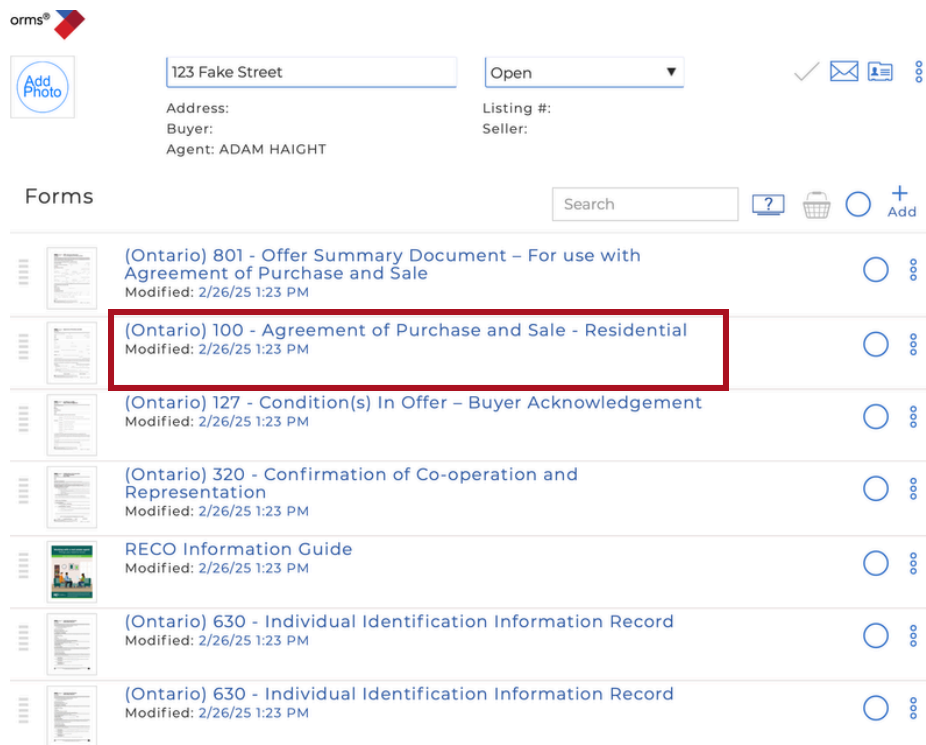 orms®
Add
Photo
123 Fake Street
Open
Address:
Listing #:
Buyer:
Seller:
Agent: ADAM HAIGHT
Forms
Search
?
+
Add
(Ontario) 801 - Offer Summary Document – For use with
Agreement of Purchase and Sale
Modified: 2/26/25 1:23 PM
(Ontario) 100 - Agreement of Purchase and Sale - Residential
Modified: 2/26/25 1:23 PM
(Ontario) 127 - Condition(s) In Offer – Buyer Acknowledgement
Modified: 2/26/25 1:23 PM
(Ontario) 320 - Confirmation of Co-operation and
Representation
Modified: 2/26/25 1:23 PM
RECO Information Guide
Modified: 2/26/25 1:23 PM
(Ontario) 630 - Individual Identification Information Record
Modified: 2/26/25 1:23 PM
(Ontario) 630 - Individual Identification Information Record
Modified: 2/26/25 1:23 PM